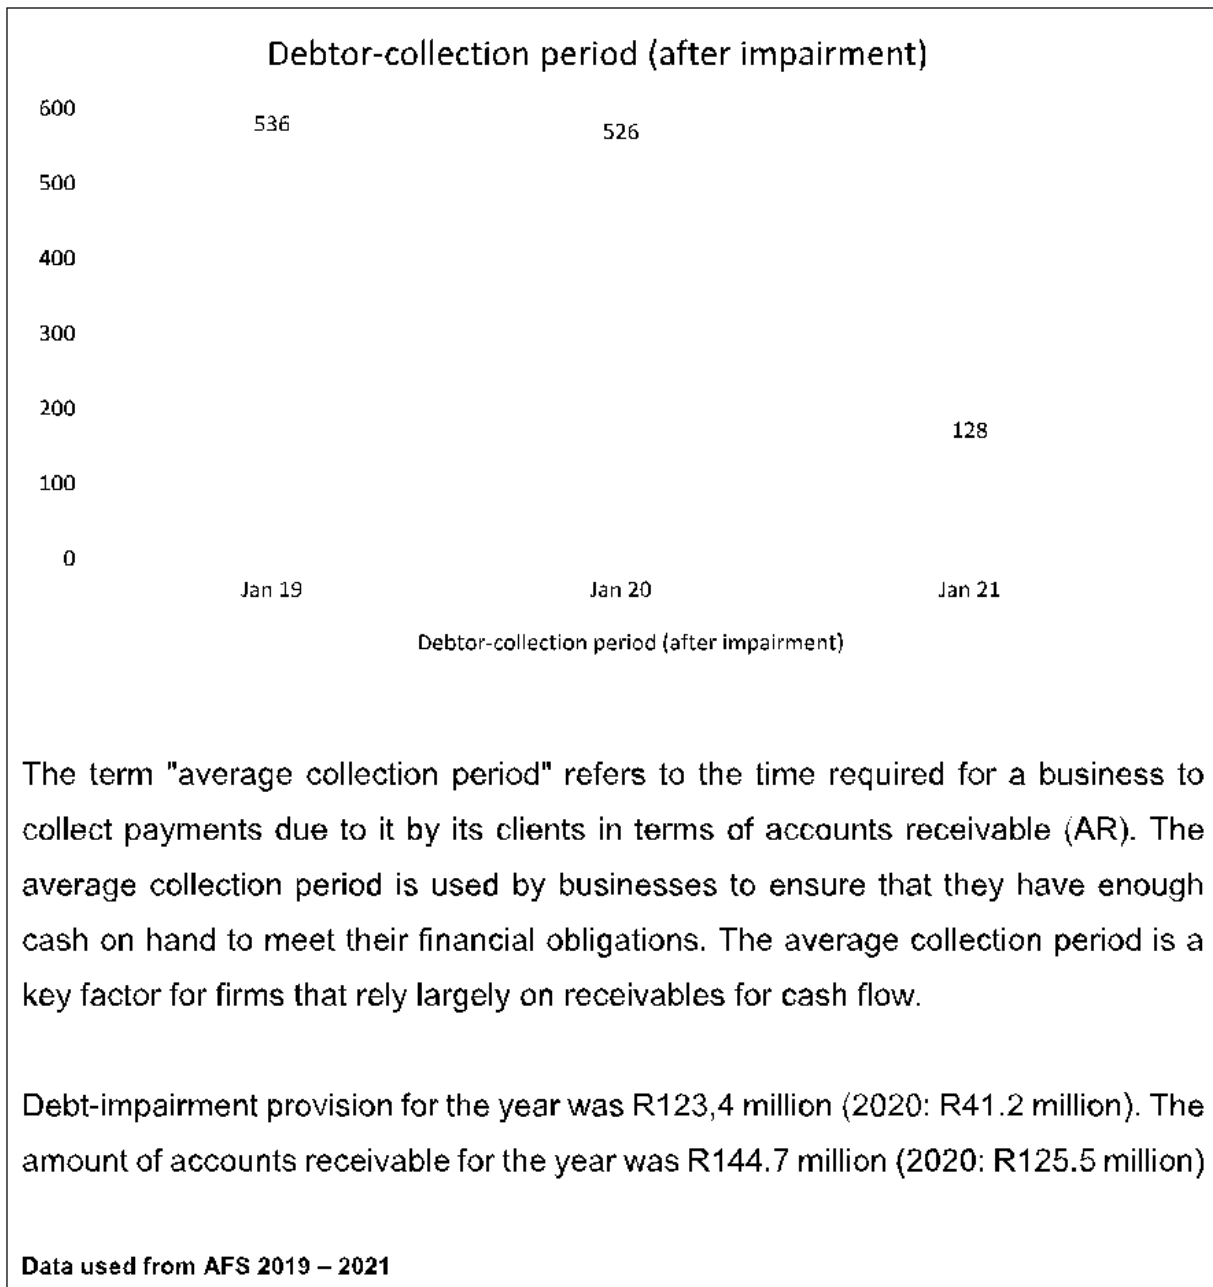 Debtor-collection period (after impairment)
600
536
526
500
400
300
200
128
100
0
Jan 19
Jan 20
Jan 21
Debtor-collection period (after impairment)
The term "average collection period" refers to the time required for a business to
collect payments due to it by its clients in terms of accounts receivable (AR). The
average collection period is used by businesses to ensure that they have enough
cash on hand to meet their financial obligations. The average collection period is a
key factor for firms that rely largely on receivables for cash flow.
Debt-impairment provision for the year was R123,4 million (2020: R41.2 million). The
amount of accounts receivable for the year was R144.7 million (2020: R125.5 million)
Data used from AFS 2019 – 2021